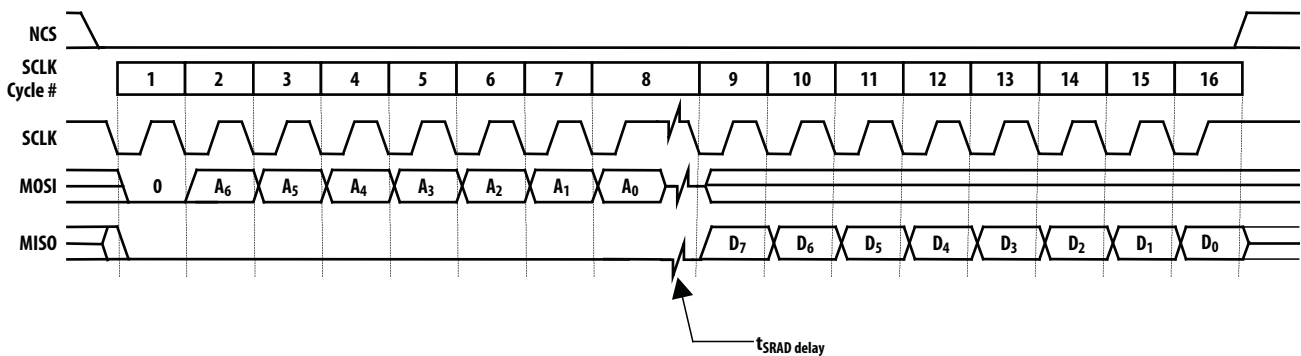 NCS
SCLK
Cycle #
1 2 3 4 5 6 7 8 9 10 11 12 13 14 15 16
SCLK
MOSI 0 A6 A5 A4 A3 A2 A1 A0
MISO D7 D6 D5 D4 D3 D2 D1 D0
tSRAD delay